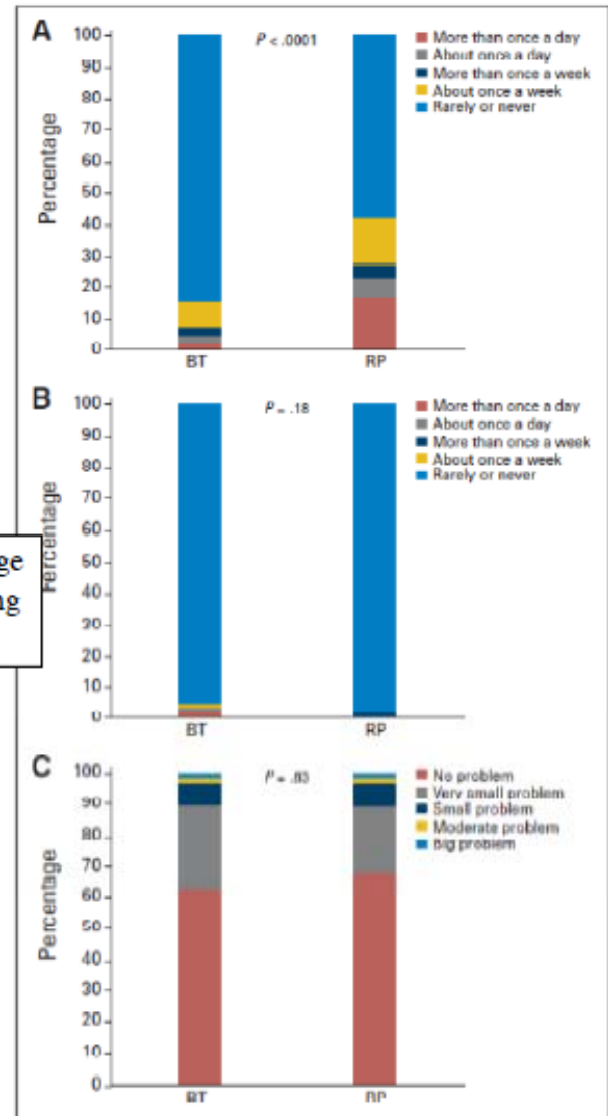 A
P < .0001
More than once a day
About once a day
More than once a week
About once a week
Rarely or never
Percentage
100
90
80
70
60
50
40
30
20
10
0
BT
RP
B
P = .18
More than once a day
About once a day
More than once a week
About once a week
Rarely or never
Percentage
100
90
80
70
60
50
40
30
20
10
0
BT
RP
ge
ng
C
P = .83
No problem
Very small problem
Small problem
Moderate problem
Big problem
Percentage
100
90
80
70
60
50
40
30
20
10
0
BT
RP